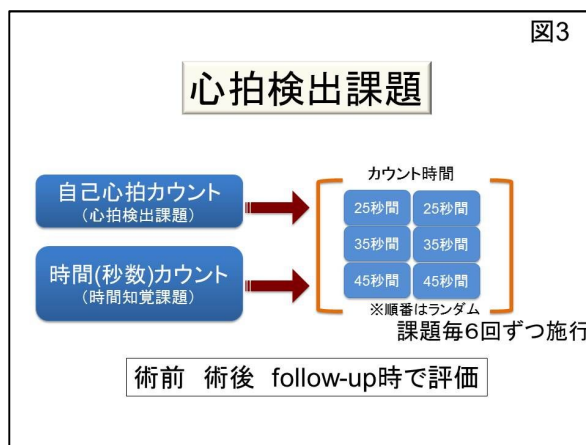 図3
心拍検出課題
自己心拍カウント
(心拍検出課題)
時間(秒数)カウント
(時間知覚課題)
カウント時間
25秒間 25秒間
35秒間 35秒間
45秒間 45秒間
※順番はランダム
課題毎6回ずつ施行
術前 術後 follow-up時で評価